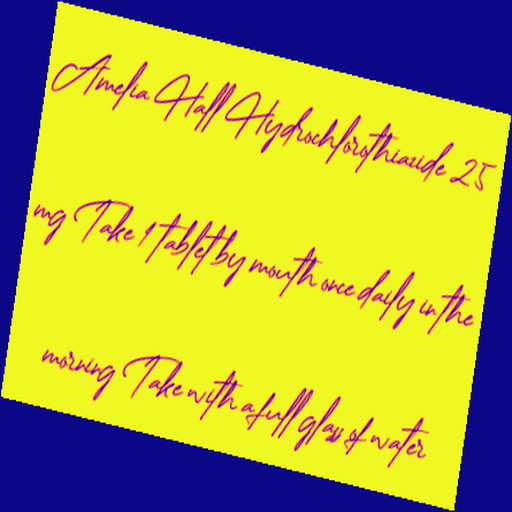 Amelia Hall Hydrochlorothiazide 25
mg Take 1 tablet by mouth once daily in the
morning Take with a full glass of water